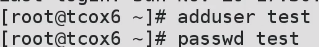 [root@tcox6 ~]# adduser test
[root@tcox6 ~]# passwd test